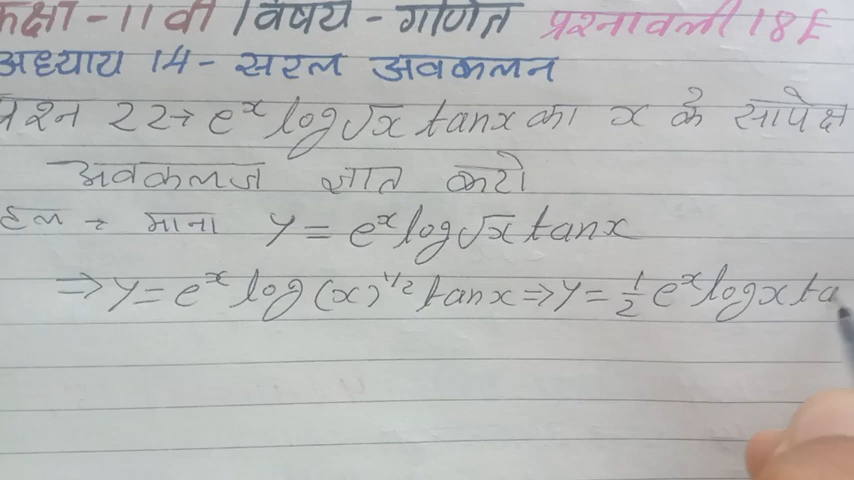 कक्षा - 11वी विषय - गणित प्रश्नावली 18E
अध्याय 14 - सरल अवकलन
प्रश्न 22→ e^x log√x tanx का x के सापेक्ष
अवकलज ज्ञात करो
हल → माना y = e^x log√x tanx
⇒ y = e^x log(x)^1/2 tanx ⇒ y = 1/2 e^x logx ta